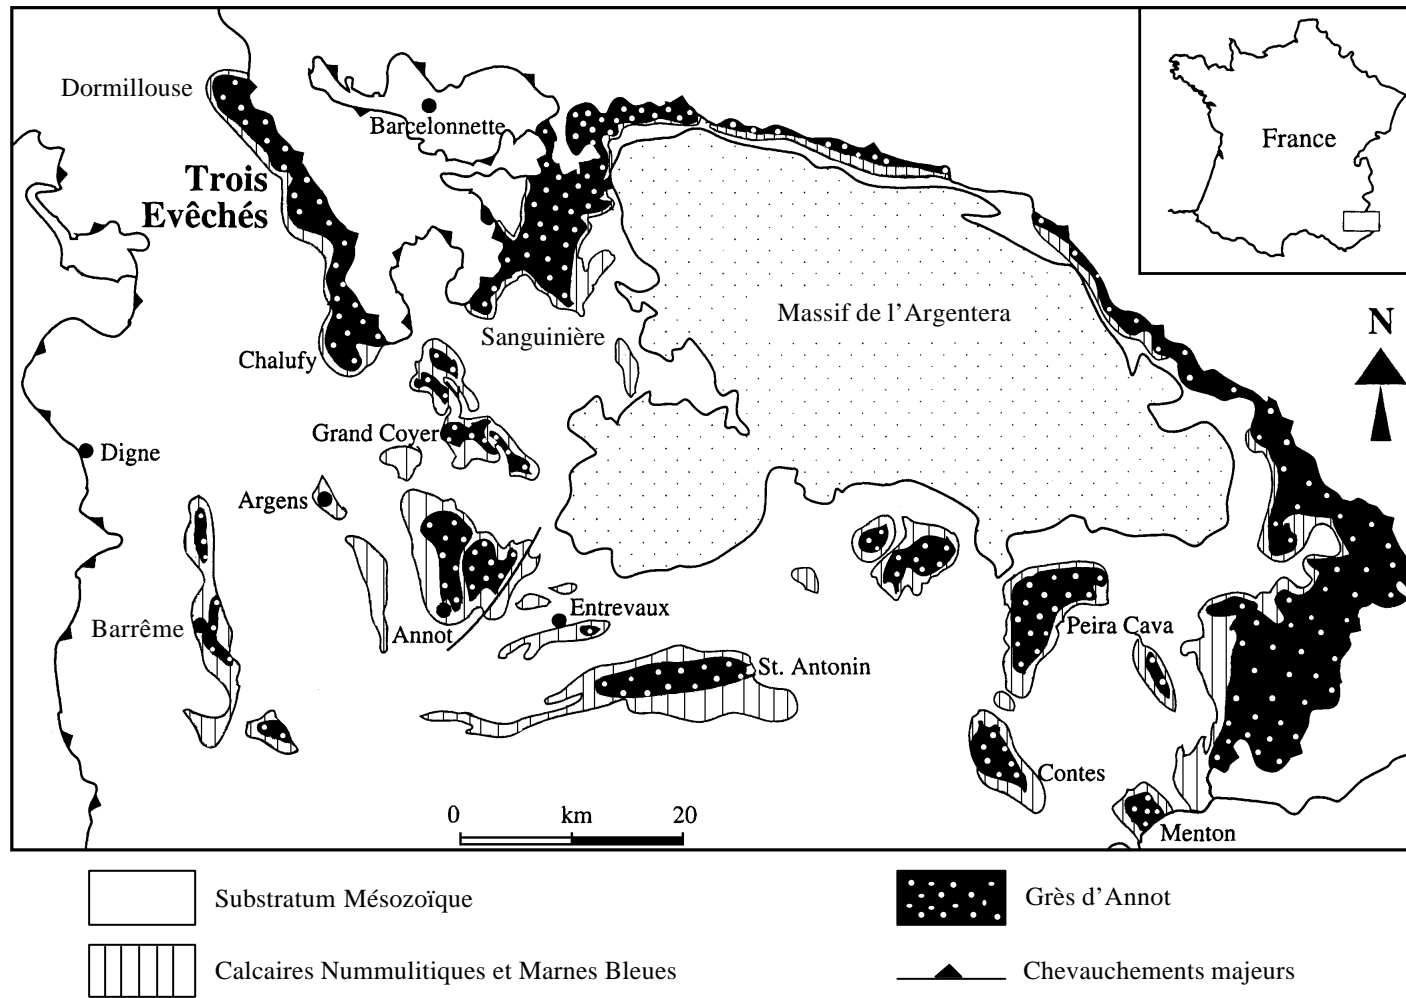 Dormillouse
Barcelonnette
France
Trois
Evêchés
Massif de l'Argentera
N
Sanguinière
Chalufy
Grand Coyer
Digne
Argens
Entrevaux
Barrême
Annot
Peira Cava
St. Antonin
Contes
0 km 20
Menton
Substratum Mésozoïque
Grès d'Annot
Calcaires Nummulitiques et Marnes Bleues
Chevauchements majeurs